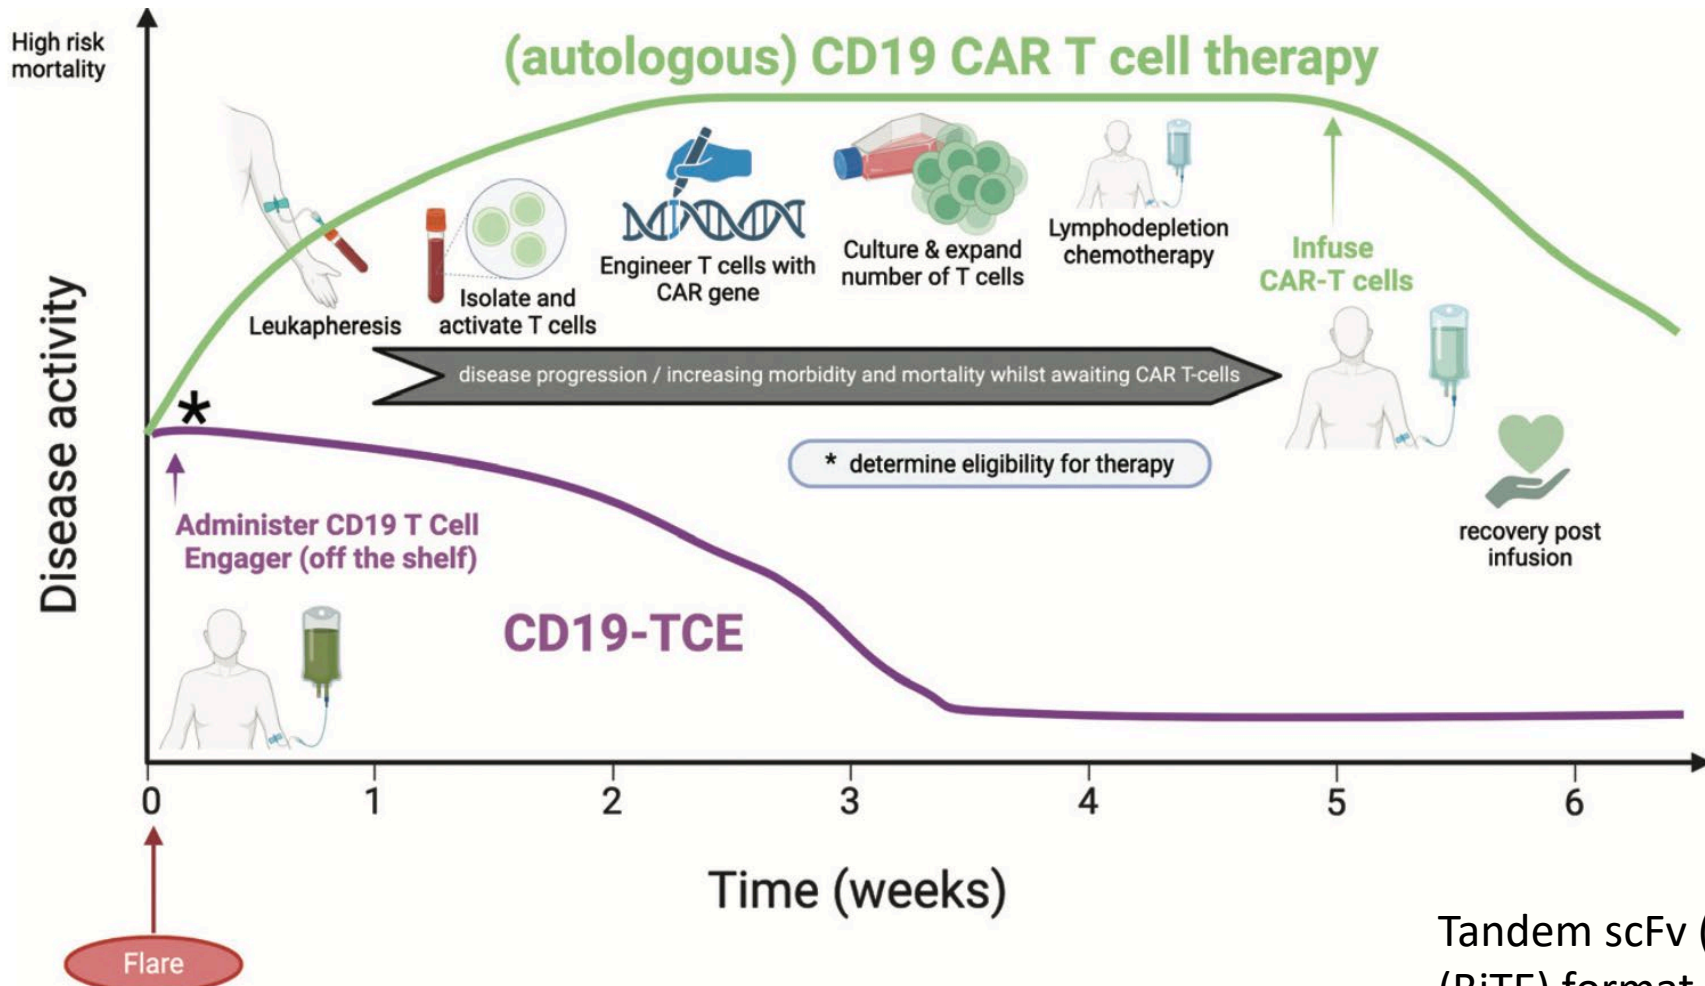 High risk
mortality
(autologous) CD19 CAR T cell therapy
Leukapheresis
Isolate and
activate T cells
Engineer T cells with
CAR gene
Culture & expand
number of T cells
Lymphodepletion
chemotherapy
Infuse
CAR-T cells
disease progression / increasing morbidity and mortality whilst awaiting CAR T-cells
*
* determine eligibility for therapy
recovery post
infusion
Administer CD19 T Cell
Engager (off the shelf)
CD19-TCE
Disease activity
0 1 2 3 4 5 6
Time (weeks)
Flare
Tandem scFv (
(BiTE) format